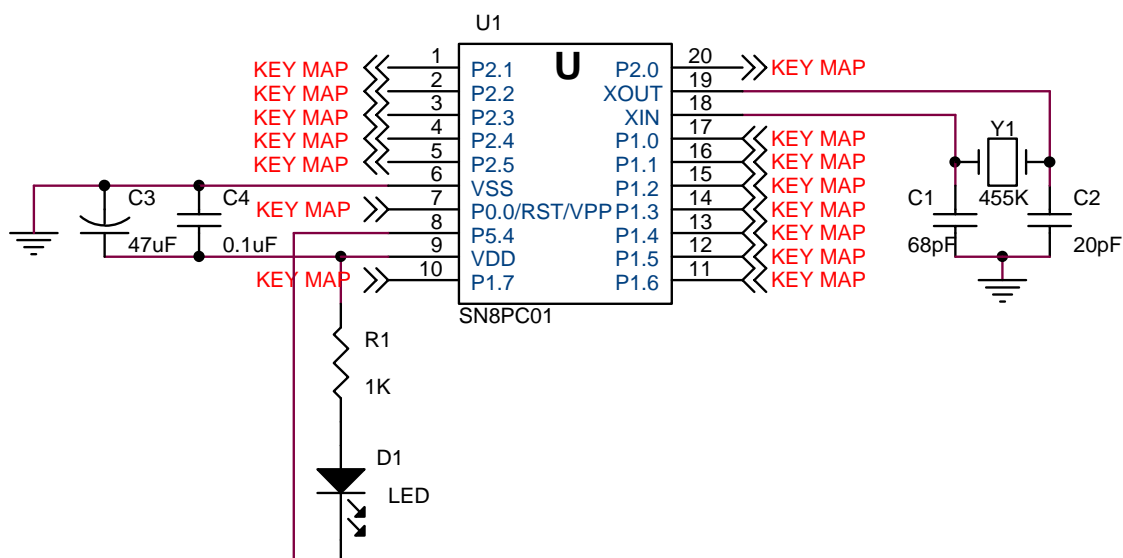 U1
U
KEY MAP 1 P2.1 P2.0 20 KEY MAP
KEY MAP 2 P2.2 XOUT 19
KEY MAP 3 P2.3 XIN 18
KEY MAP 4 P2.4 P1.0 17 KEY MAP
KEY MAP 5 P2.5 P1.1 16 KEY MAP
6 VSS P1.2 15 KEY MAP
KEY MAP 7 P0.0/RST/VPP P1.3 14 KEY MAP
8 P5.4 P1.4 13 KEY MAP
9 VDD P1.5 12 KEY MAP
KEY MAP 10 P1.7 P1.6 11 KEY MAP
SN8PC01
C3
47uF
C4
0.1uF
Y1
455K
C1
68pF
C2
20pF
R1
1K
D1
LED